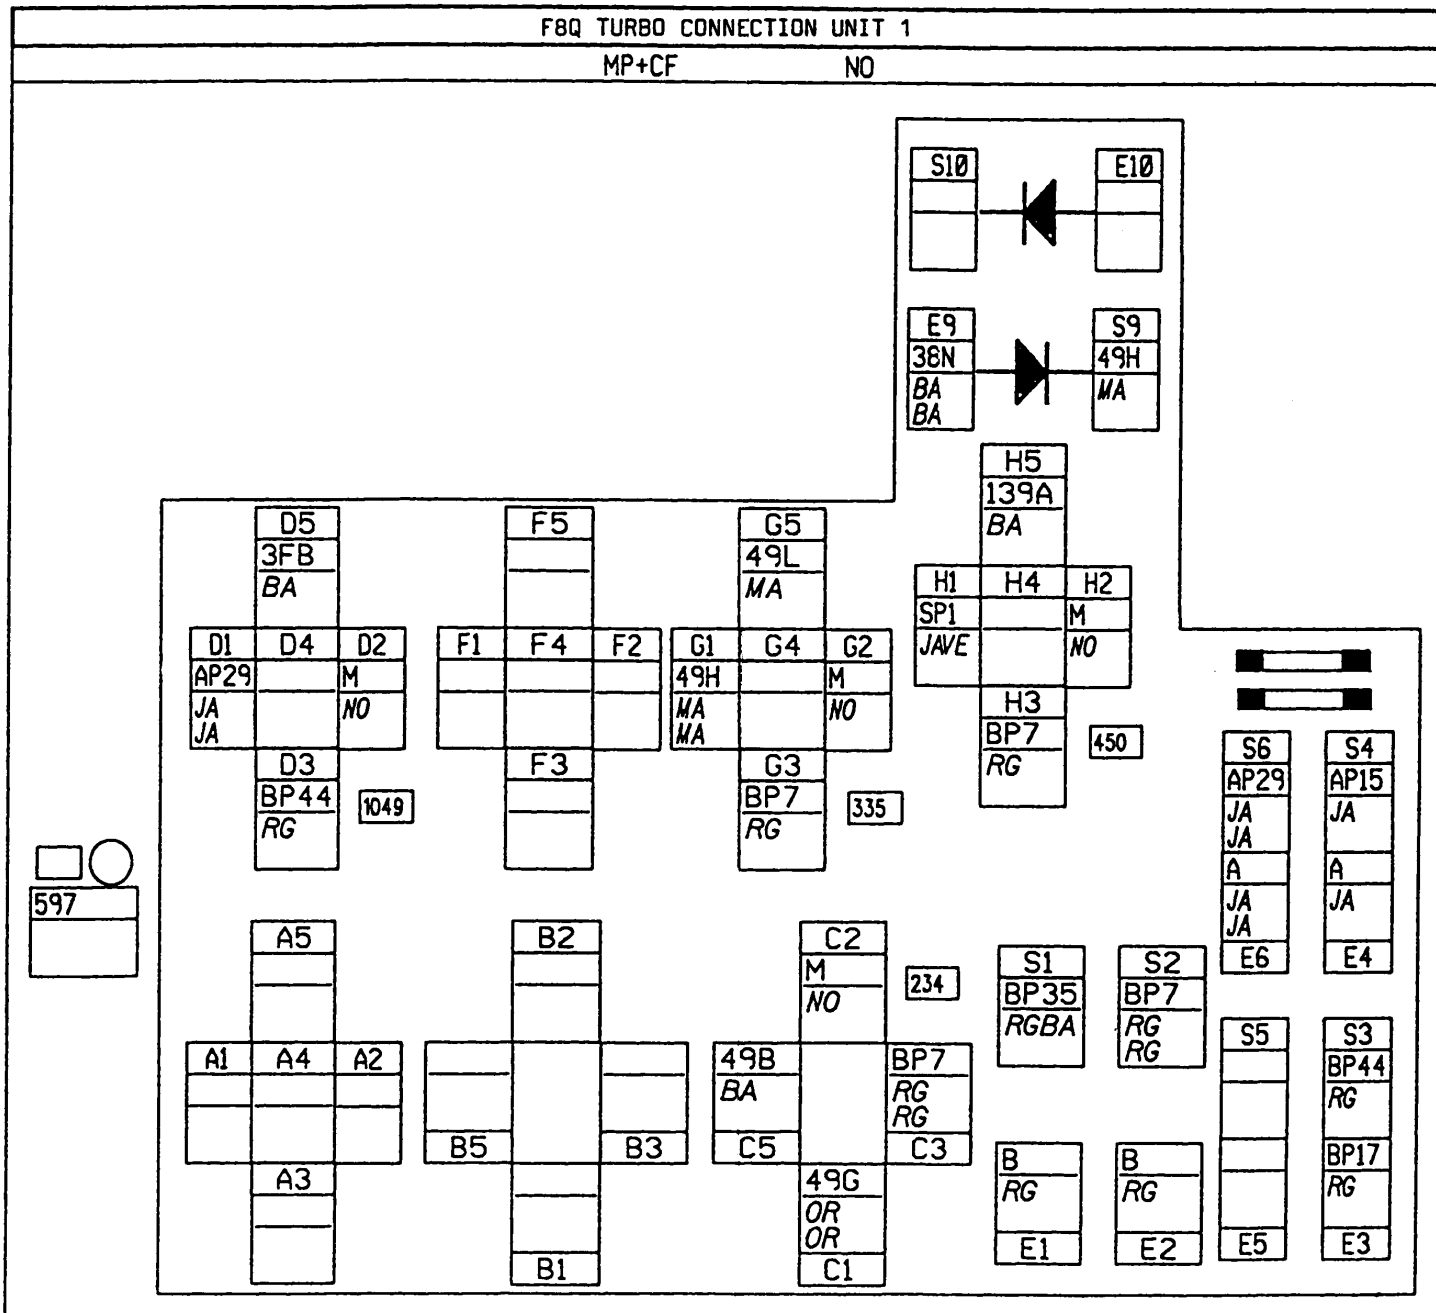 F8Q TURBO CONNECTION UNIT 1
MP+CF NO
S10 E10
E9 S9
38N 49H
BA MA
BA
H5
139A
BA
D5 F5 G5
3FB 49L
BA MA
H1 H4 H2
SP1 M
JAVE NO
D1 D4 D2 F1 F4 F2 G1 G4 G2
AP29 M 49H M
JA NO MA NO
JA MA
H3
BP7
RG
450
D3 F3 G3
BP44 BP7
RG RG
1049 335
S6 S4
AP29 AP15
JA JA
JA
A A
JA JA
JA
E6 E4
597
A5 B2 C2
M
NO
234
S1 S2
BP35 BP7
RGBA RG
RG
A1 A4 A2
49B BP7
BA RG
RG
B5 B3 C5 C3
S5 S3
BP44
RG
BP17
RG
A3
49G
OR
OR
B B
RG RG
B1 C1 E1 E2 E5 E3